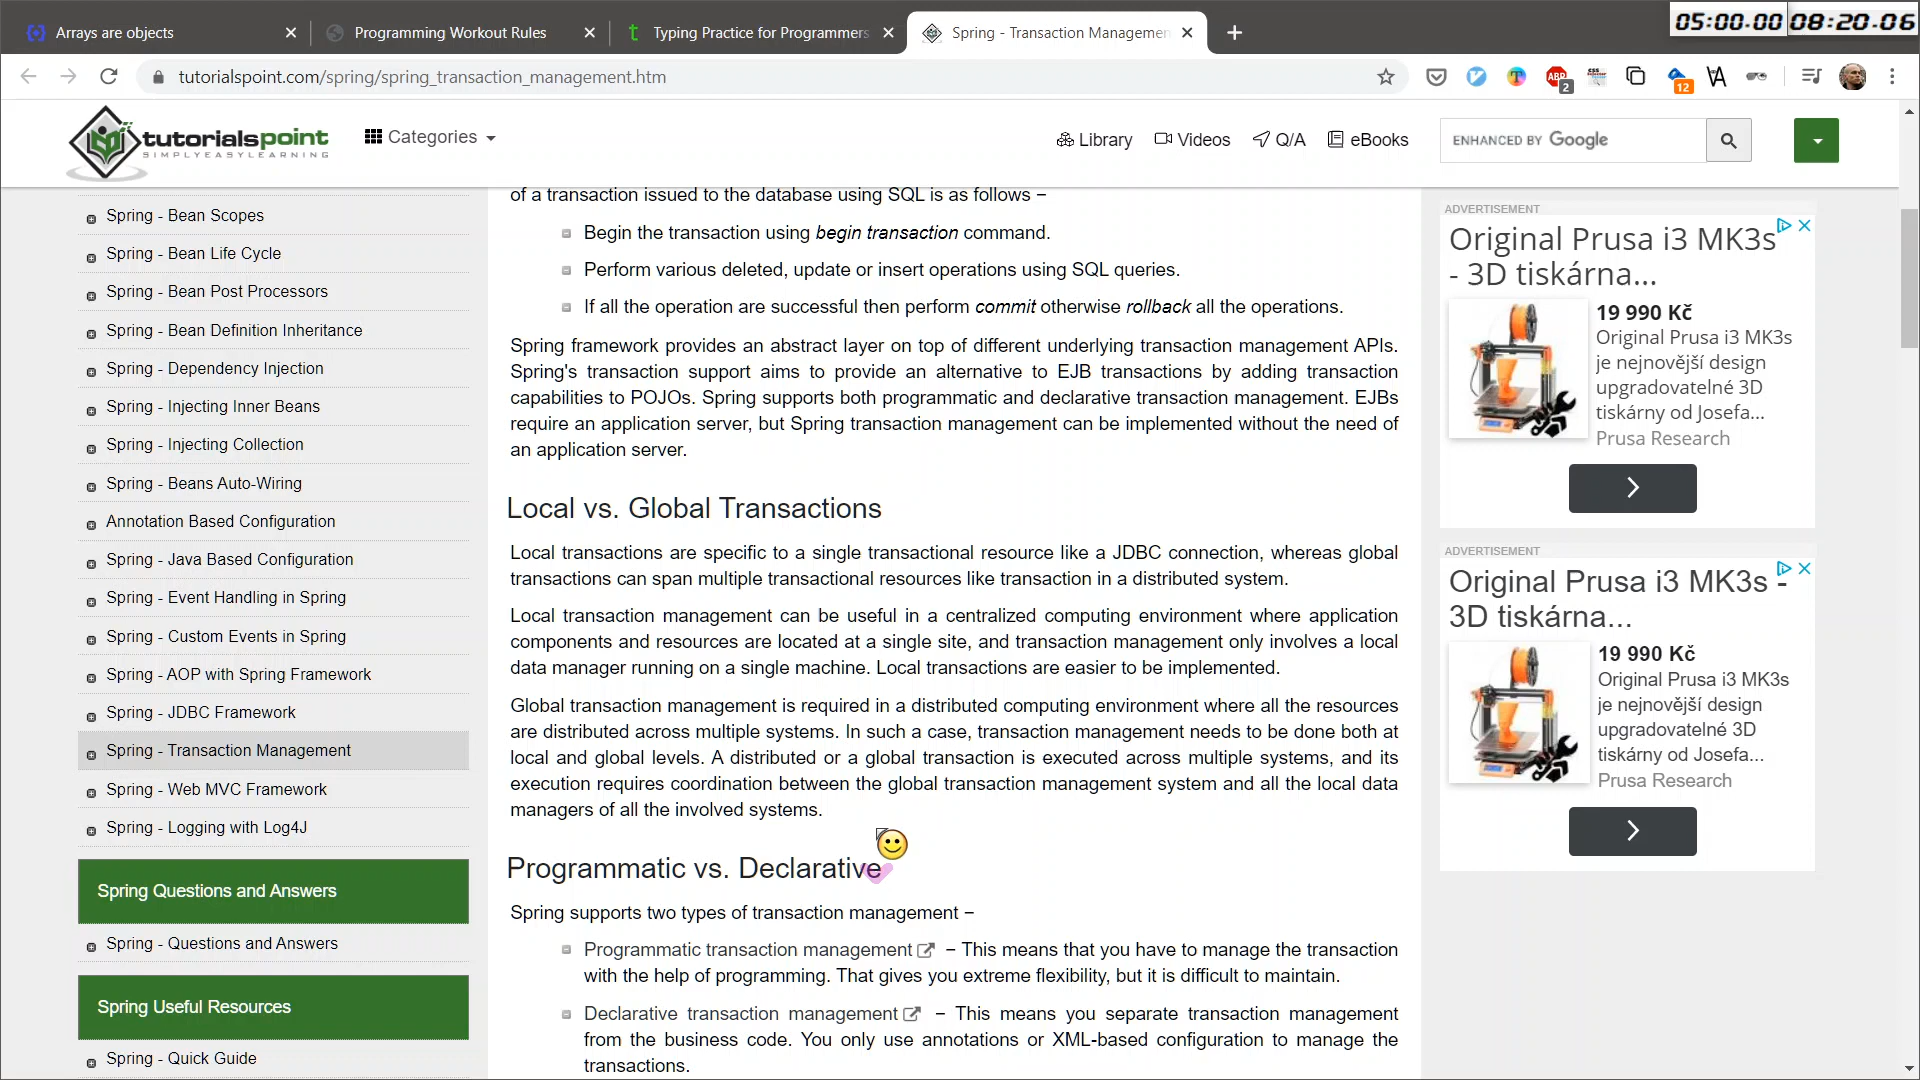 Arrays are objects
Programming Workout Rules
Typing Practice for Programmers
Spring - Transaction Managemen
05:00.00 08:20.06
tutorialspoint.com/spring/spring_transaction_management.htm
ABP
2
css
12
tutorialspoint
SIMPLYEASYLEARNING
Categories
Library
Videos
Q/A
eBooks
ENHANCED BY Google
Spring - Bean Scopes
Spring - Bean Life Cycle
Spring - Bean Post Processors
Spring - Bean Definition Inheritance
Spring - Dependency Injection
Spring - Injecting Inner Beans
Spring - Injecting Collection
Spring - Beans Auto-Wiring
Annotation Based Configuration
Spring - Java Based Configuration
Spring - Event Handling in Spring
Spring - Custom Events in Spring
Spring - AOP with Spring Framework
Spring - JDBC Framework
Spring - Transaction Management
Spring - Web MVC Framework
Spring - Logging with Log4J
Spring Questions and Answers
Spring - Questions and Answers
Spring Useful Resources
Spring - Quick Guide
of a transaction issued to the database using SQL is as follows −
Begin the transaction using begin transaction command.
Perform various deleted, update or insert operations using SQL queries.
If all the operation are successful then perform commit otherwise rollback all the operations.
Spring framework provides an abstract layer on top of different underlying transaction management APIs.
Spring's transaction support aims to provide an alternative to EJB transactions by adding transaction
capabilities to POJOs. Spring supports both programmatic and declarative transaction management. EJBs
require an application server, but Spring transaction management can be implemented without the need of
an application server.
Local vs. Global Transactions
Local transactions are specific to a single transactional resource like a JDBC connection, whereas global
transactions can span multiple transactional resources like transaction in a distributed system.
Local transaction management can be useful in a centralized computing environment where application
components and resources are located at a single site, and transaction management only involves a local
data manager running on a single machine. Local transactions are easier to be implemented.
Global transaction management is required in a distributed computing environment where all the resources
are distributed across multiple systems. In such a case, transaction management needs to be done both at
local and global levels. A distributed or a global transaction is executed across multiple systems, and its
execution requires coordination between the global transaction management system and all the local data
managers of all the involved systems.
Programmatic vs. Declarative
Spring supports two types of transaction management −
Programmatic transaction management − This means that you have to manage the transaction
with the help of programming. That gives you extreme flexibility, but it is difficult to maintain.
Declarative transaction management − This means you separate transaction management
from the business code. You only use annotations or XML-based configuration to manage the
transactions.
ADVERTISEMENT
Original Prusa i3 MK3s
- 3D tiskárna...
19 990 Kč
Original Prusa i3 MK3s
je nejnovější design
upgradovatelné 3D
tiskárny od Josefa...
Prusa Research
ADVERTISEMENT
Original Prusa i3 MK3s -
3D tiskárna...
19 990 Kč
Original Prusa i3 MK3s
je nejnovější design
upgradovatelné 3D
tiskárny od Josefa...
Prusa Research